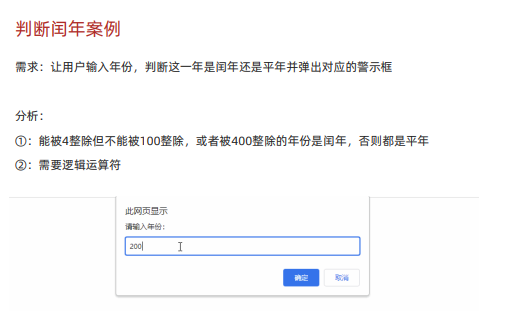 判断闰年案例
需求：让用户输入年份，判断这一年是闰年还是平年并弹出对应的警示框
分析：
①：能被4整除但不能被100整除，或者被400整除的年份是闰年，否则都是平年
②：需要逻辑运算符
此网页显示
请输入年份：
200
确定 取消